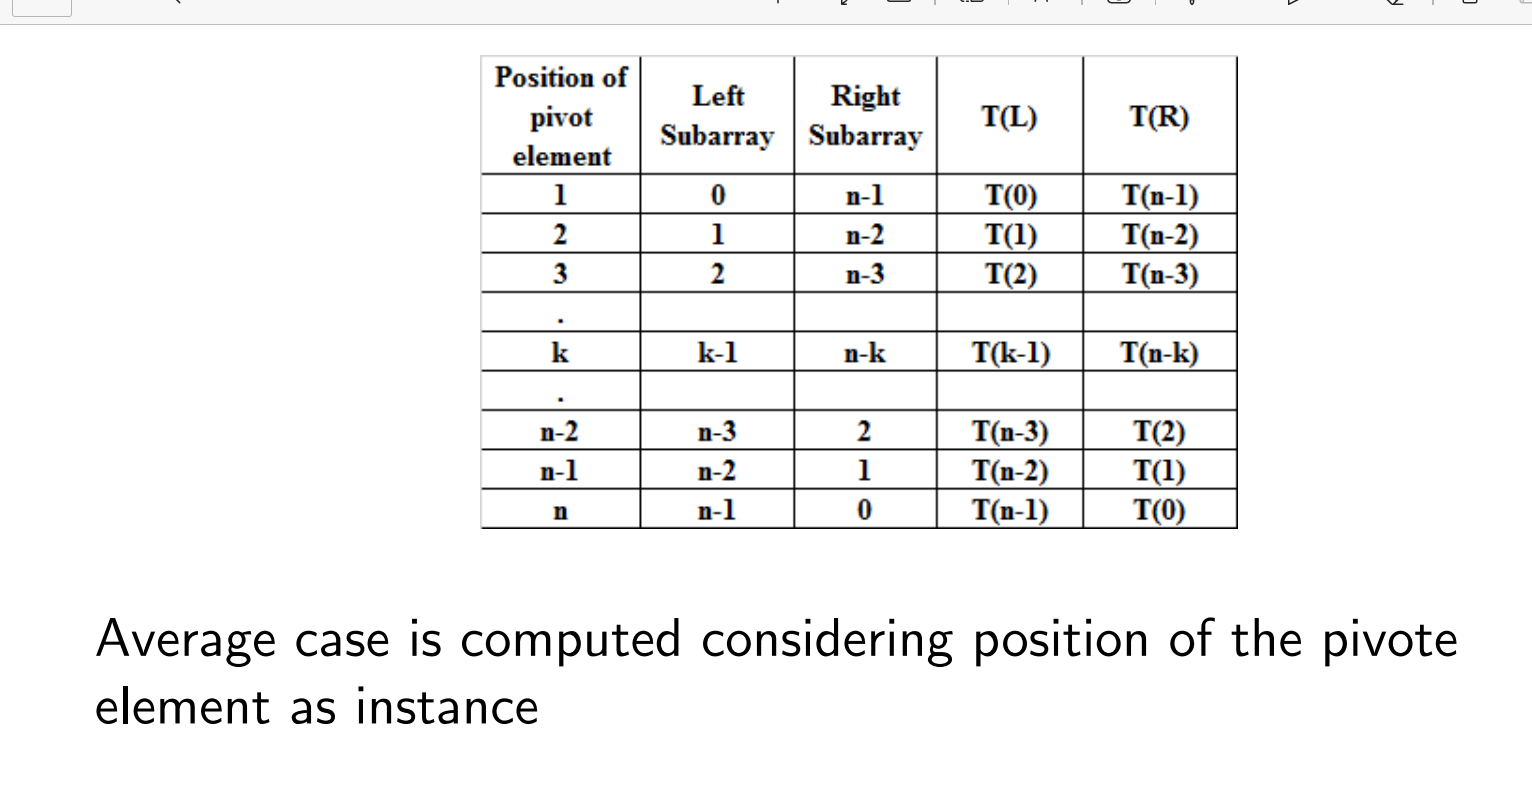 Position of pivot element Left Subarray Right Subarray T(L) T(R)
1 0 n-1 T(0) T(n-1)
2 1 n-2 T(1) T(n-2)
3 2 n-3 T(2) T(n-3)
.
k k-1 n-k T(k-1) T(n-k)
.
n-2 n-3 2 T(n-3) T(2)
n-1 n-2 1 T(n-2) T(1)
n n-1 0 T(n-1) T(0)
Average case is computed considering position of the pivote
element as instance